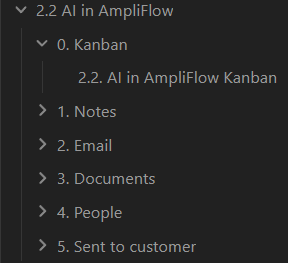 2.2 AI in AmpliFlow
0. Kanban
2.2. AI in AmpliFlow Kanban
1. Notes
2. Email
3. Documents
4. People
5. Sent to customer